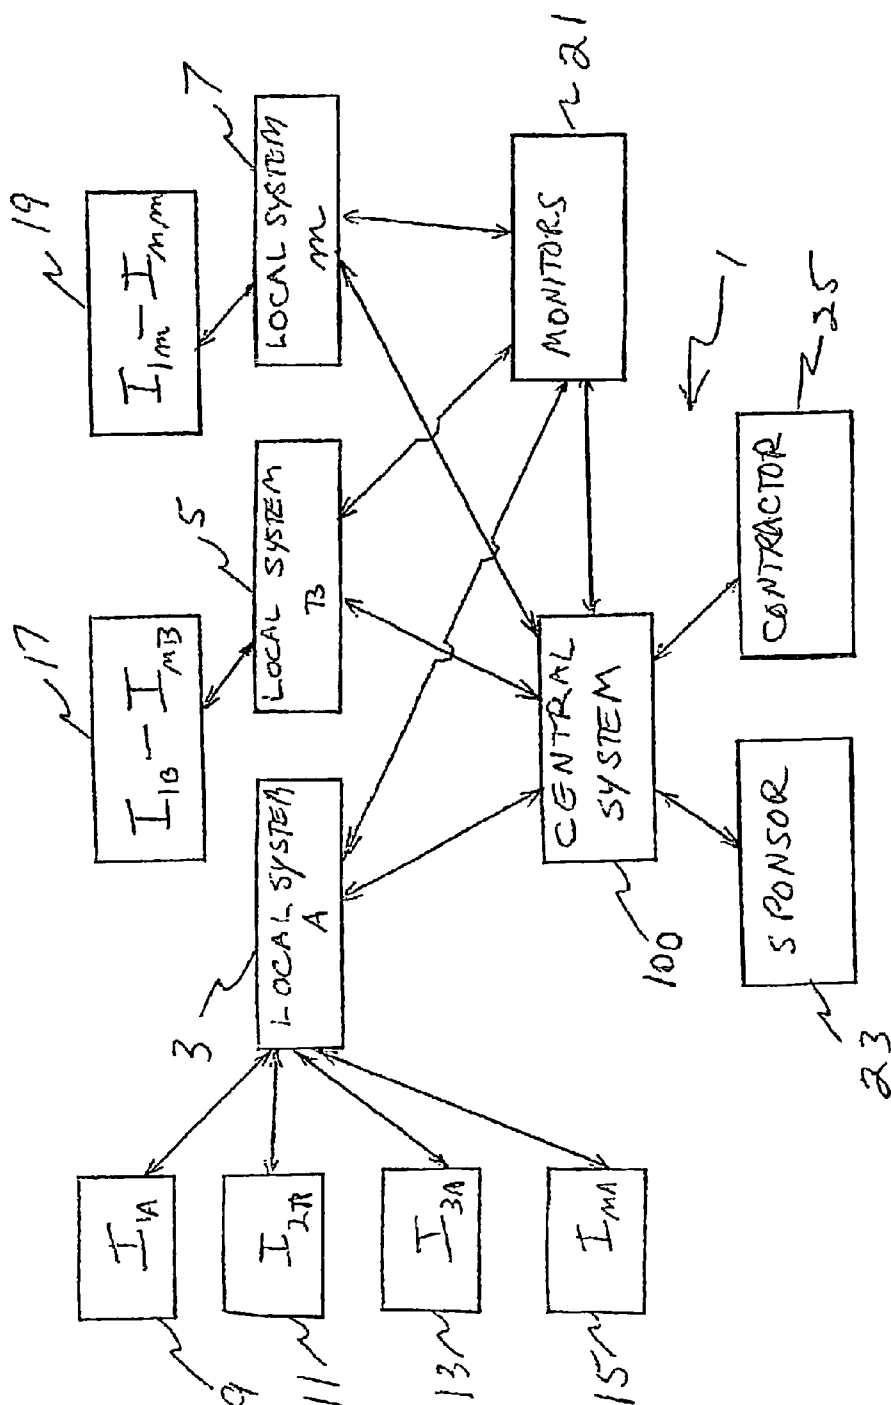 19
I1m – Inm
7
LOCAL SYSTEM
m
17
I1B – InB
5
LOCAL SYSTEM
B
LOCAL SYSTEM
A
3
I1A
9
I2A
11
I3A
13
InA
15
MONITORS
21
CENTRAL
SYSTEM
100
1
CONTRACTOR
25
SPONSOR
23